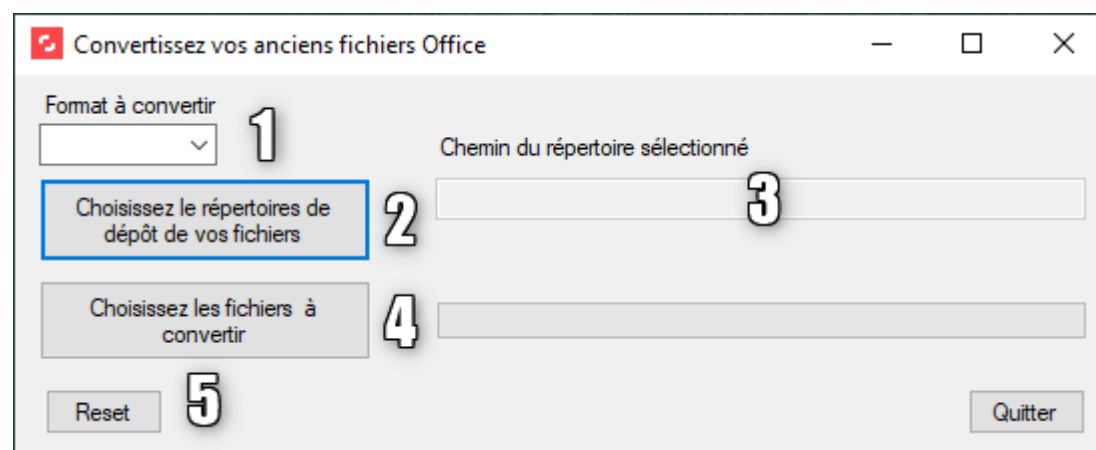 Convertissez vos anciens fichiers Office
Format à convertir
1
Chemin du répertoire sélectionné
Choisissez le répertoires de
dépôt de vos fichiers
2
3
Choisissez les fichiers à
convertir
4
Reset
5
Quitter